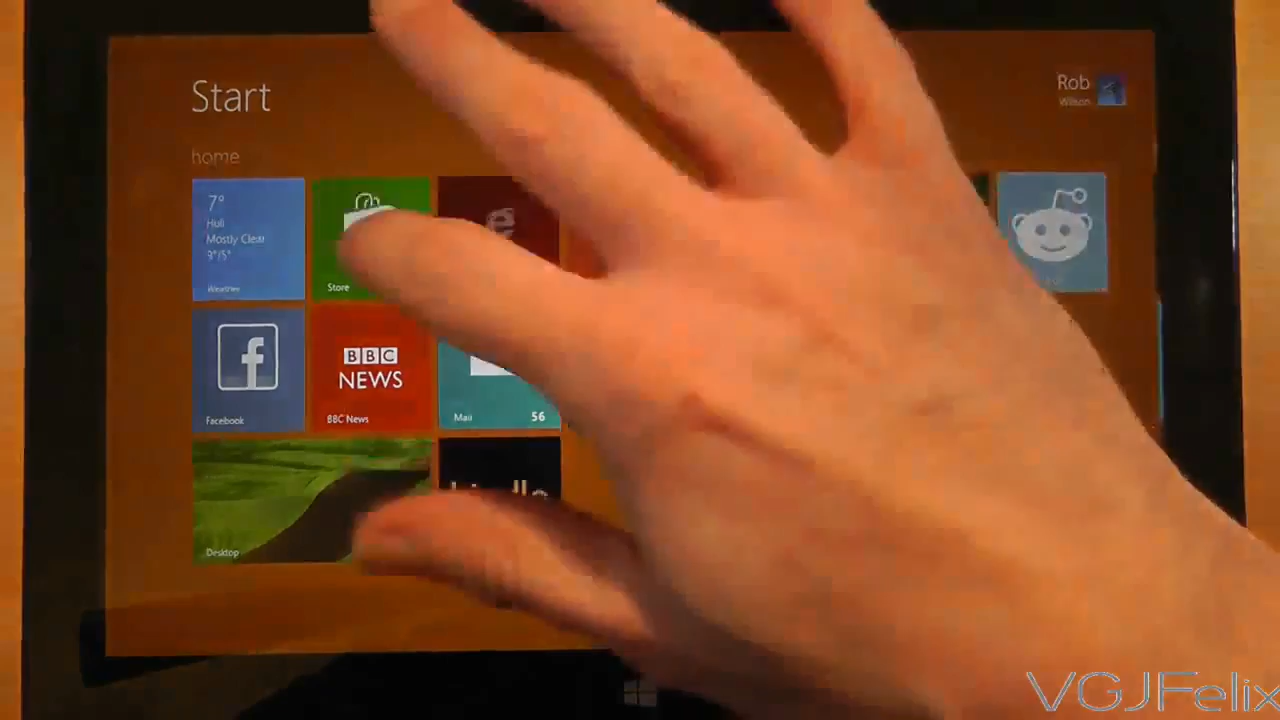 Start
Rob
Wilson
home
7°
Hull
Mostly Clear
9°/5°
Weather
Store
BBC
NEWS
Facebook
BBC News
Mail
56
Desktop
VGJFelix